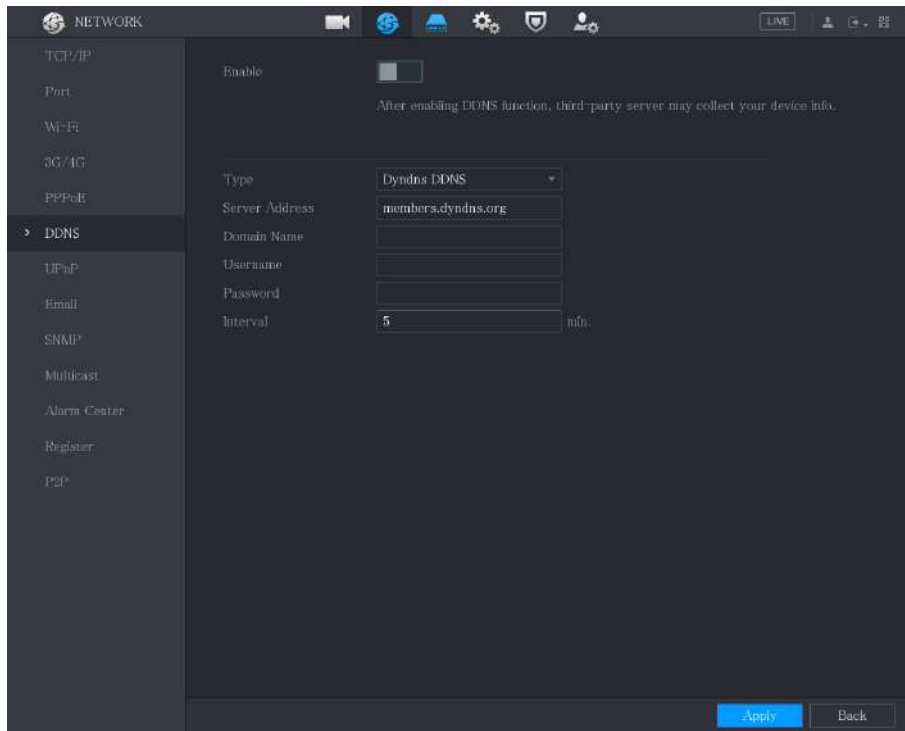 NETWORK
LIVE
TCP/IP
Port
Wi-Fi
3G/4G
PPPoE
DDNS
UPnP
Email
SNMP
Multicast
Alarm Center
Register
P2P
Enable
After enabling DDNS function, third-party server may collect your device info.
Type Dyndns DDNS
Server Address members.dyndns.org
Domain Name
Username
Password
Interval 5 min.
Apply Back